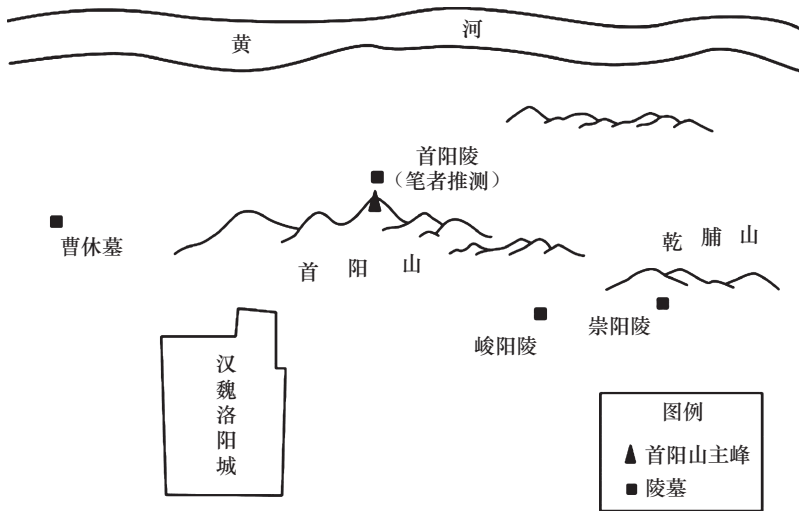 黄 河
首阳陵
（笔者推测）
曹休墓
首 阳 山
乾 脯 山
崇阳陵
峻阳陵
汉魏洛阳城
图例
首阳山主峰
陵墓